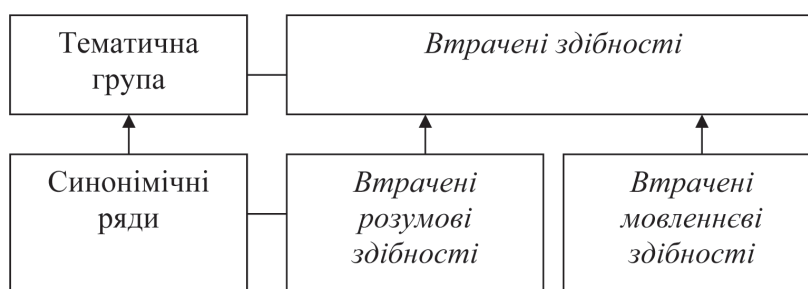 Тематична
група
Втрачені здібності
Синонімічні
ряди
Втрачені
розумові
здібності
Втрачені
мовленнєві
здібності